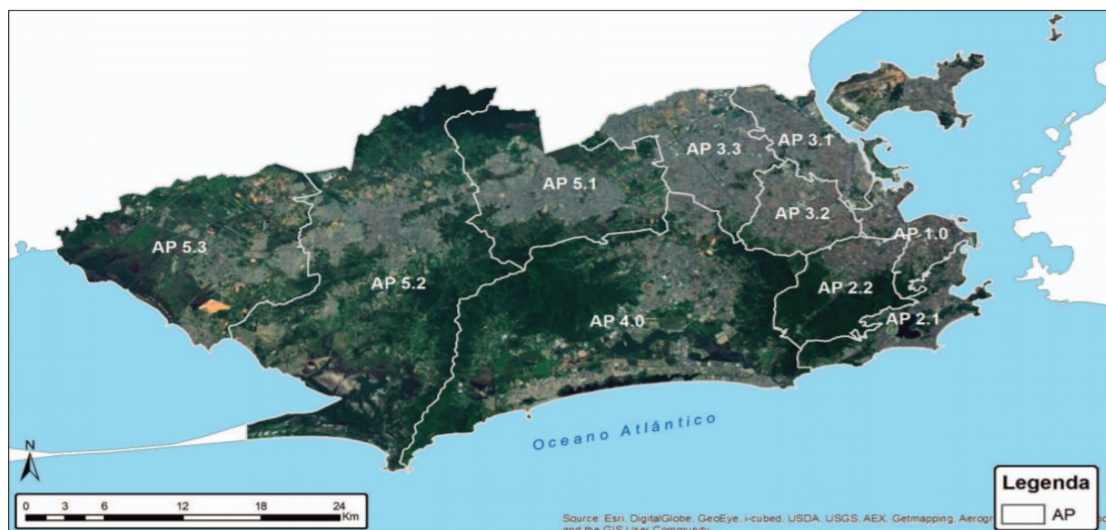 AP 3.3
AP 3.1
AP 5.1
AP 3.2
AP 5.3
AP 1.0
AP 5.2
AP 2.2
AP 4.0
AP 2.1
Oceano Atlântico
N
0 3 6 12 18 24
Km
Legenda
AP
Source: Esri, DigitalGlobe, GeoEye, i-cubed, USDA, USGS, AEX, Getmapping,
and the GIS User Community